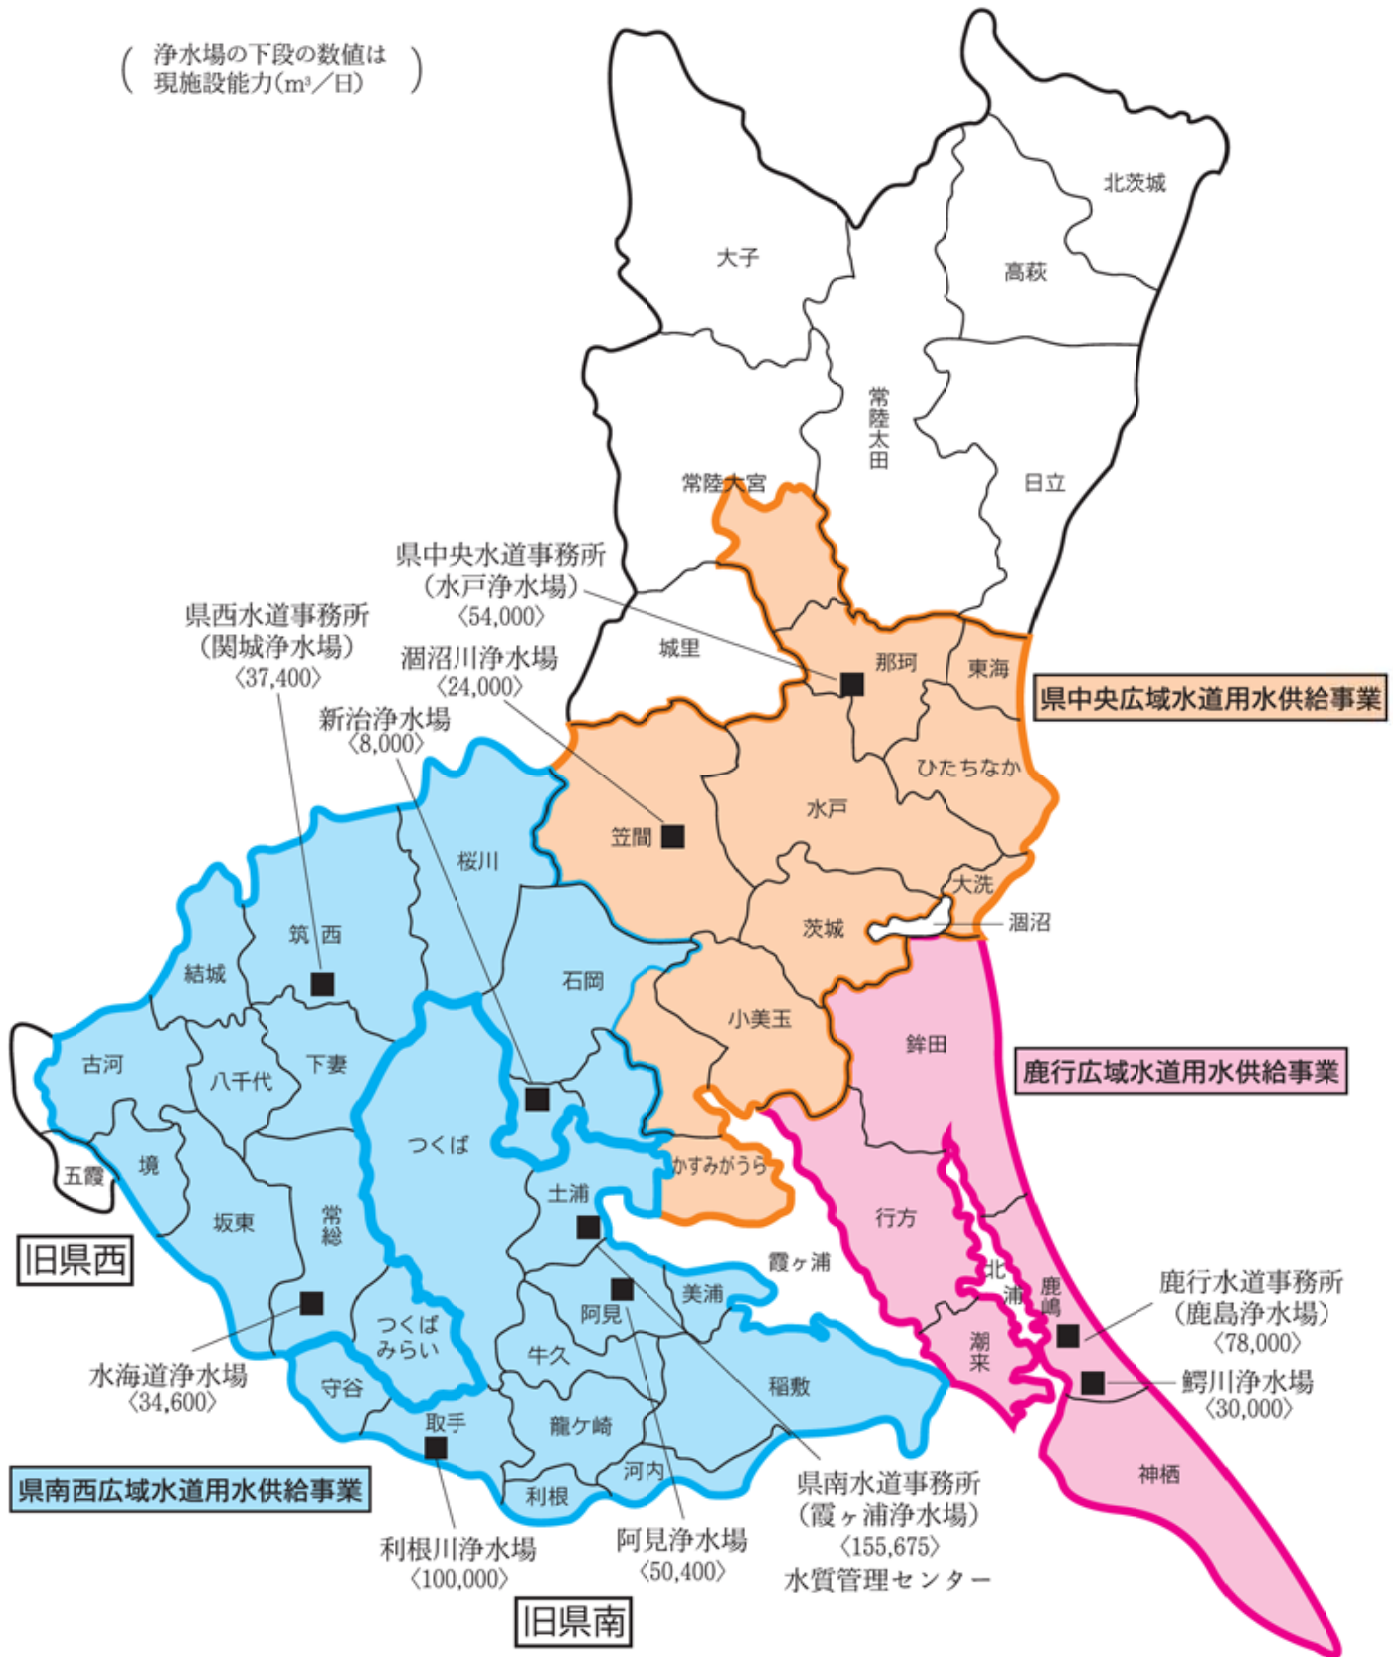 浄水場の下段の数値は
現施設能力(m³／日)
北茨城
大子
高萩
常陸太田
常陸大宮
日立
県中央水道事務所
(水戸浄水場)
〈54,000〉
県西水道事務所
(関城浄水場)
〈37,400〉
涸沼川浄水場
〈24,000〉
新治浄水場
〈8,000〉
城里
那珂
東海
県中央広域水道用水供給事業
ひたちなか
水戸
笠間
桜川
大洗
涸沼
茨城
筑西
結城
石岡
小美玉
鉾田
古河
八千代
下妻
鹿行広域水道用水供給事業
つくば
かすみがうら
五霞
境
土浦
坂東
常総
行方
旧県西
霞ヶ浦
北浦
鹿嶋
美浦
阿見
つくば
みらい
潮来
牛久
稲敷
守谷
水海道浄水場
〈34,600〉
鹿行水道事務所
(鹿島浄水場)
〈78,000〉
鰐川浄水場
〈30,000〉
取手
龍ケ崎
河内
利根
神栖
県南西広域水道用水供給事業
利根川浄水場
〈100,000〉
阿見浄水場
〈50,400〉
県南水道事務所
(霞ヶ浦浄水場)
〈155,675〉
水質管理センター
旧県南